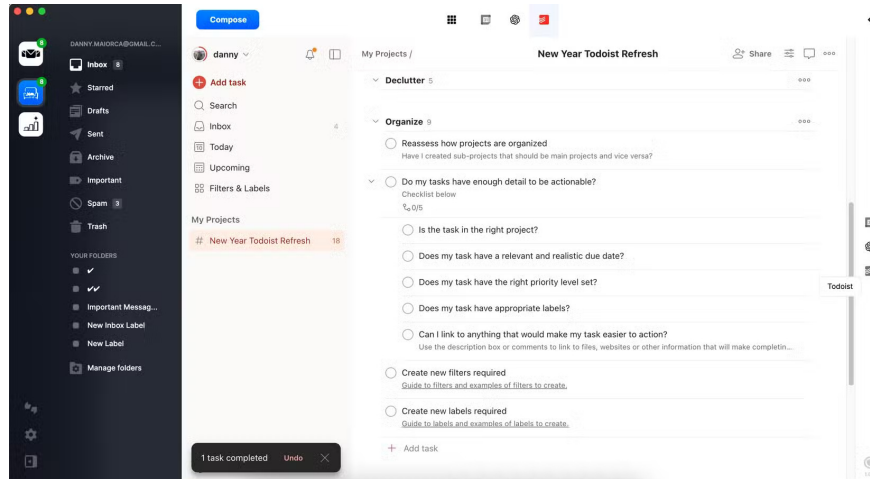 Compose
8
DANNY.MAIORCA@GMAIL.C...
Inbox 8
8
Starred
Drafts
Sent
Archive
Important
Spam 3
Trash
YOUR FOLDERS
✔
✔✔
Important Messag...
New Inbox Label
New Label
Manage folders
danny
Add task
Search
Inbox 4
Today
Upcoming
Filters & Labels
My Projects
# New Year Todoist Refresh 18
1 task completed Undo
My Projects /
New Year Todoist Refresh
Share
Declutter 5
Organize 9
Reassess how projects are organized
Have I created sub-projects that should be main projects and vice versa?
Do my tasks have enough detail to be actionable?
Checklist below
0/5
Is the task in the right project?
Does my task have a relevant and realistic due date?
Does my task have the right priority level set?
Does my task have appropriate labels?
Can I link to anything that would make my task easier to action?
Use the description box or comments to link to files, websites or other information that will make completin...
Create new filters required
Guide to filters and examples of filters to create.
Create new labels required
Guide to labels and examples of labels to create.
+ Add task
Todoist